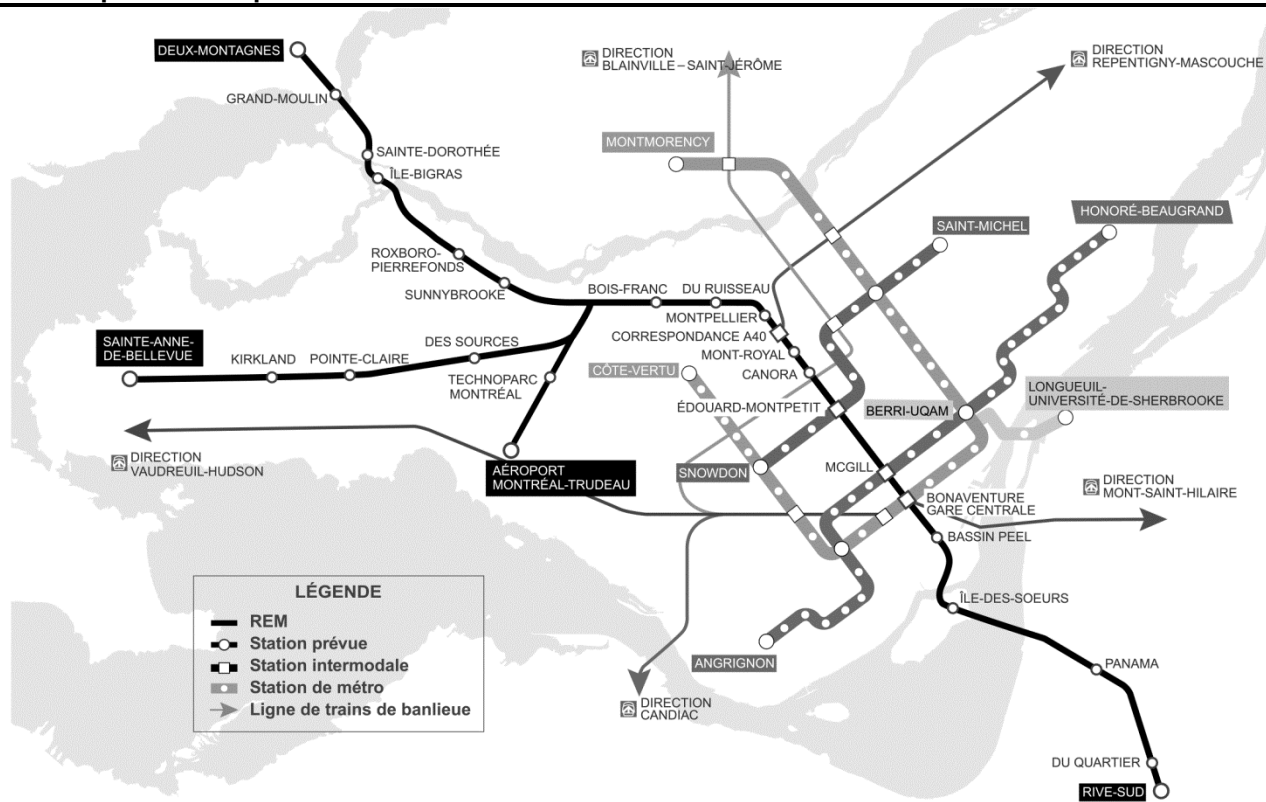 DEUX-MONTAGNES
GRAND-MOULIN
SAINTE-DOROTHÉE
ÎLE-BIGRAS
ROXBORO-
PIERREFONDS
SUNNYBROOKE
SAINTE-ANNE-
DE-BELLEVUE
KIRKLAND
POINTE-CLAIRE
DES SOURCES
TECHNOPARC
MONTRÉAL
AÉROPORT
MONTRÉAL-TRUDEAU
DIRECTION
VAUDREUIL-HUDSON
DIRECTION
BLAINVILLE – SAINT-JÉRÔME
DIRECTION
REPENTIGNY-MASCOUCHE
MONTMORENCY
SAINT-MICHEL
HONORÉ-BEAUGRAND
BOIS-FRANC
DU RUISSEAU
MONTPELLIER
CORRESPONDANCE A40
MONT-ROYAL
CANORA
CÔTE-VERTU
ÉDOUARD-MONTPETIT
BERRI-UQAM
LONGUEUIL-
UNIVERSITÉ-DE-SHERBROOKE
SNOWDON
MCGILL
BONAVENTURE
GARE CENTRALE
DIRECTION
MONT-SAINT-HILAIRE
BASSIN PEEL
ÎLE-DES-SOEURS
ANGRIGNON
DIRECTION
CANDIAC
PANAMA
DU QUARTIER
RIVE-SUD
LÉGENDE
REM
Station prévue
Station intermodale
Station de métro
Ligne de trains de banlieue